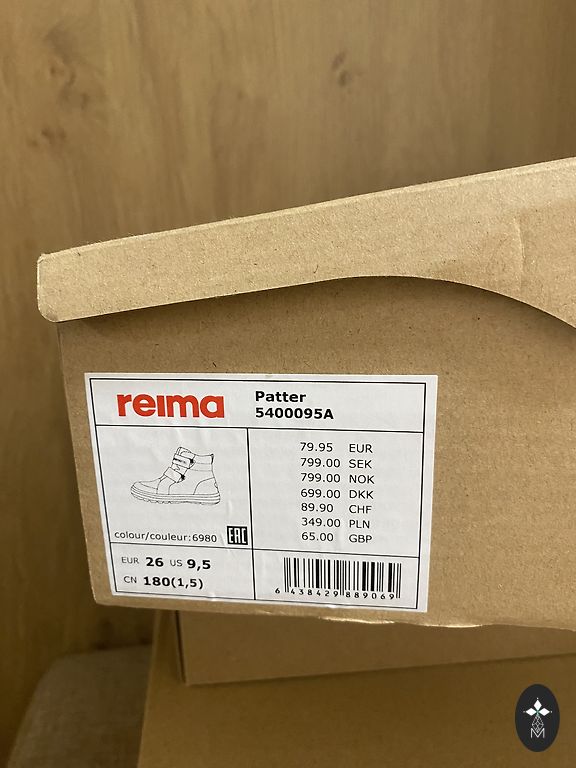 reima
Patter
5400095A
79.95 EUR
799.00 SEK
799.00 NOK
699.00 DKK
89.90 CHF
349.00 PLN
65.00 GBP
colour/couleur:6980
EAC
EUR 26 US 9,5
CN 180(1,5)
6 438429 889069
M